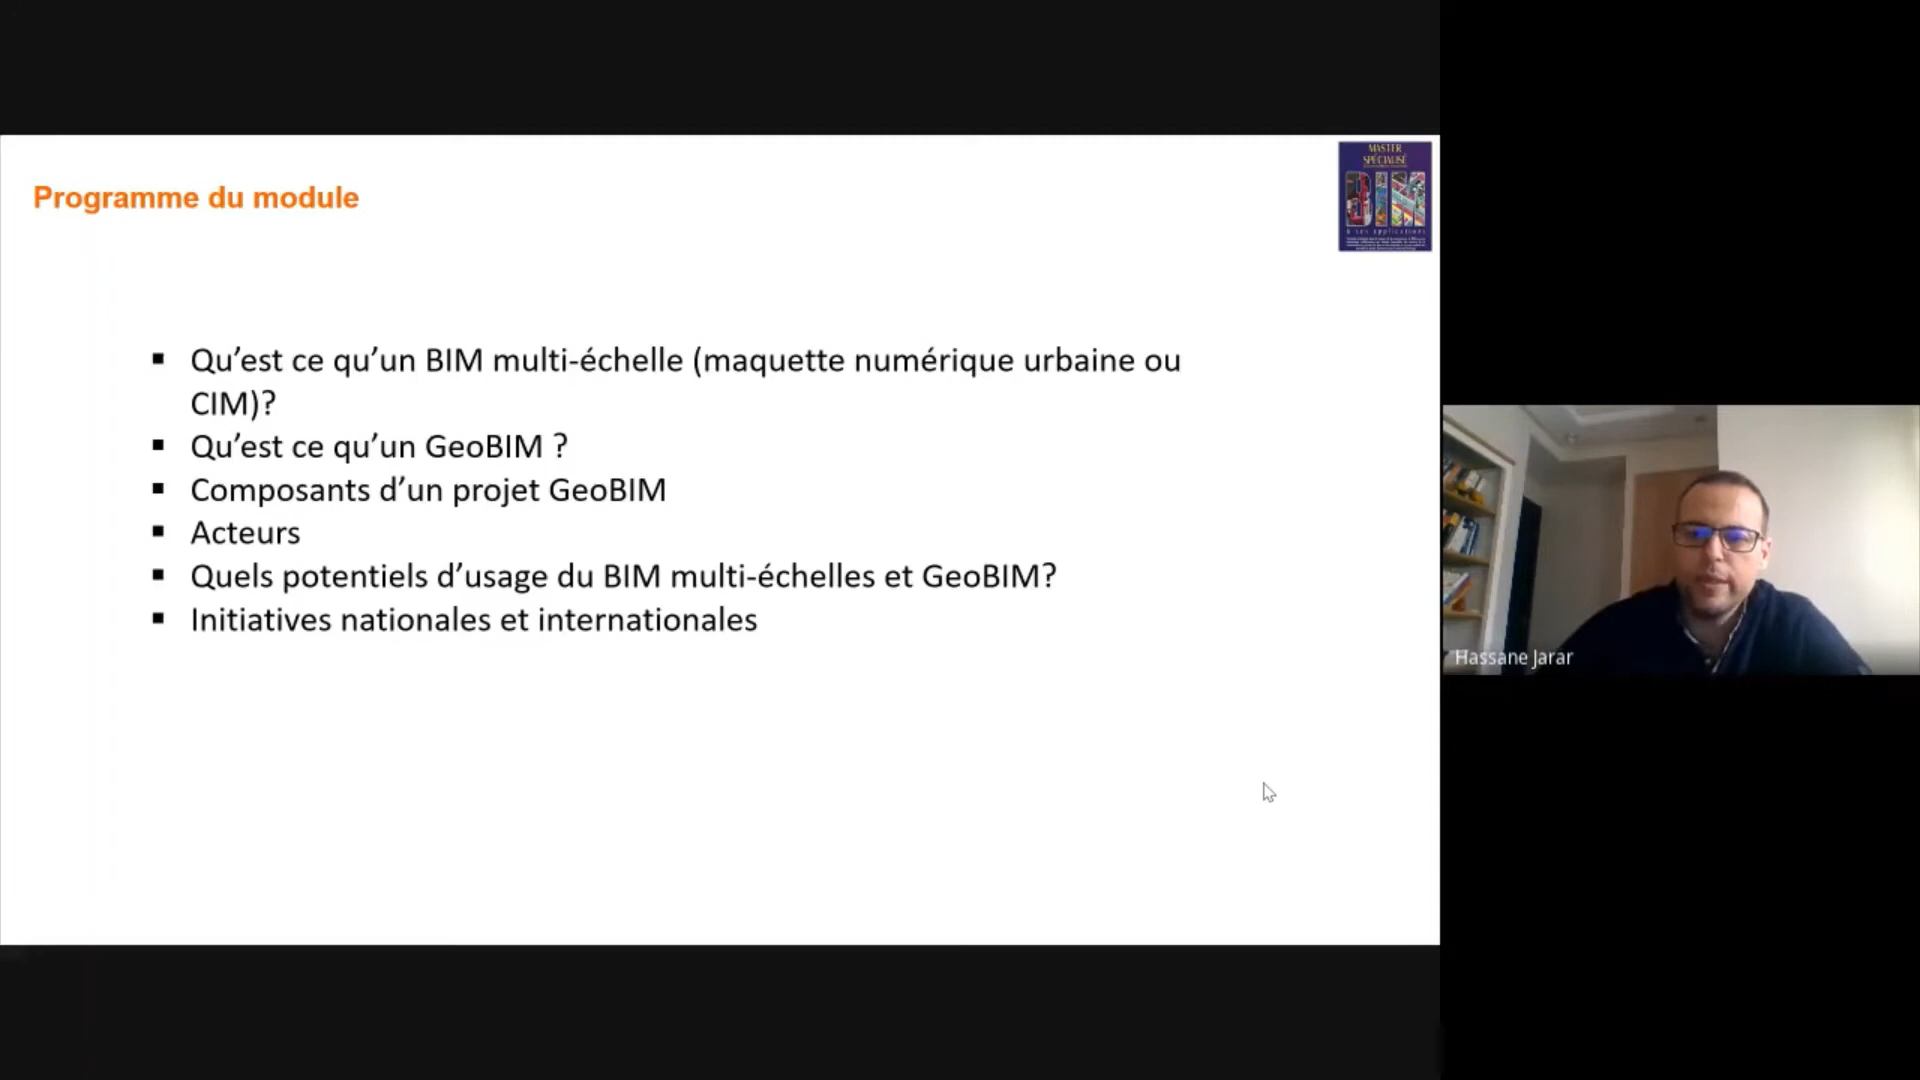 Programme du module
MASTER
SPÉCIALISÉ
BIM
& ses applications
▪ Qu’est ce qu’un BIM multi-échelle (maquette numérique urbaine ou
CIM)?
▪ Qu’est ce qu’un GeoBIM ?
▪ Composants d’un projet GeoBIM
▪ Acteurs
▪ Quels potentiels d’usage du BIM multi-échelles et GeoBIM?
▪ Initiatives nationales et internationales
Hassane Jarar